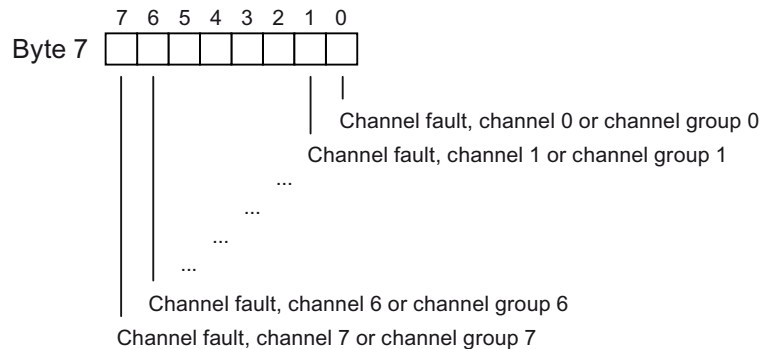 7 6 5 4 3 2 1 0
Byte 7
Channel fault, channel 0 or channel group 0
Channel fault, channel 1 or channel group 1
...
...
...
...
Channel fault, channel 6 or channel group 6
Channel fault, channel 7 or channel group 7